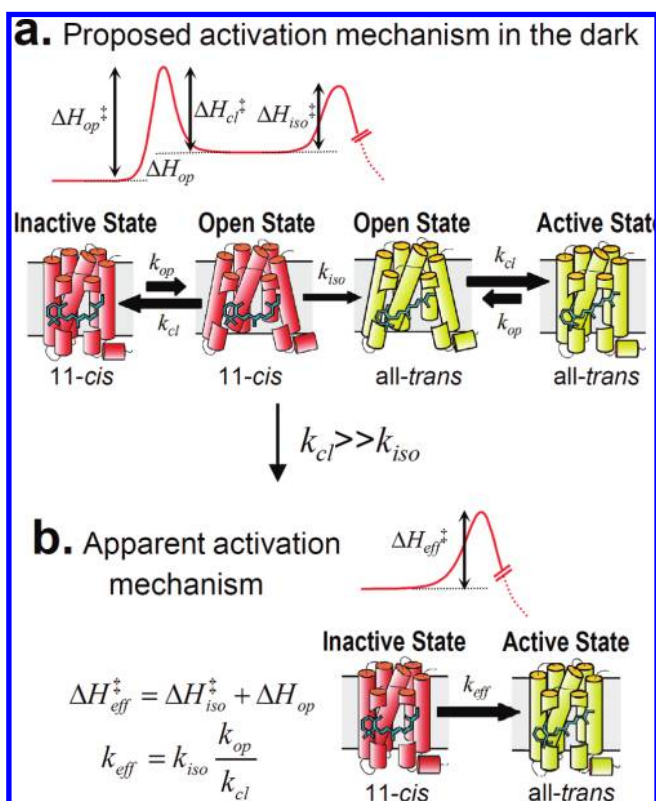 a. Proposed activation mechanism in the dark
ΔH_op^‡
ΔH_cl^‡
ΔH_iso^‡
ΔH_op
Inactive State
Open State
Open State
Active State
k_op
k_cl
k_iso
k_cl
k_op
11-cis
11-cis
all-trans
all-trans
k_cl>>k_iso
b. Apparent activation
mechanism
ΔH_eff^‡
Inactive State
Active State
k_eff
ΔH_eff^‡ = ΔH_iso^‡ + ΔH_op
k_eff = k_iso k_op/k_cl
11-cis
all-trans